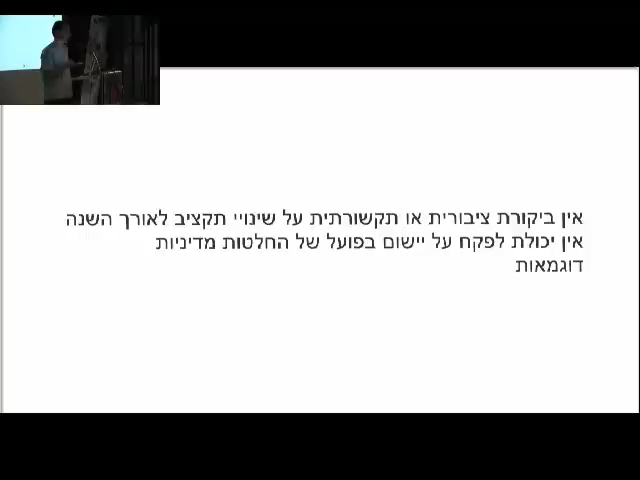 אין ביקורת ציבורית או תקשורתית על שינויי תקציב לאורך השנה
אין יכולת לפקח על יישום בפועל של החלטות מדיניות
דוגמאות